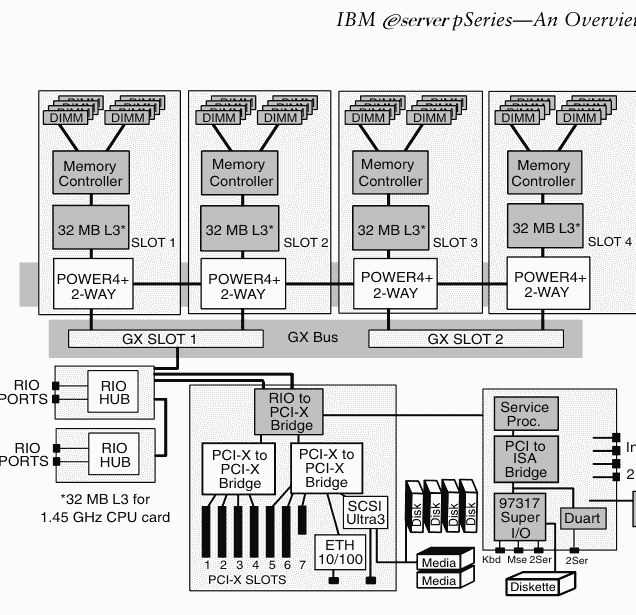 IBM @server pSeries—An Overvie
DIMM DIMM DIMM DIMM DIMM DIMM DIMM DIMM
Memory Controller
Memory Controller
Memory Controller
Memory Controller
32 MB L3*
SLOT 1
32 MB L3*
SLOT 2
32 MB L3*
SLOT 3
32 MB L3*
SLOT 4
POWER4+ 2-WAY
POWER4+ 2-WAY
POWER4+ 2-WAY
POWER4+ 2-WAY
GX SLOT 1
GX Bus
GX SLOT 2
RIO PORTS
RIO HUB
RIO PORTS
RIO HUB
*32 MB L3 for
1.45 GHz CPU card
RIO to
PCI-X
Bridge
PCI-X to
PCI-X
Bridge
PCI-X to
PCI-X
Bridge
SCSI
Ultra3
ETH
10/100
1 2 3 4 5 6 7
PCI-X SLOTS
Disk Disk Disk Disk
Media
Media
Service
Proc.
PCI to
ISA
Bridge
97317
Super
I/O
Duart
Kbd Mse 2Ser 2Ser
Diskette
In
2